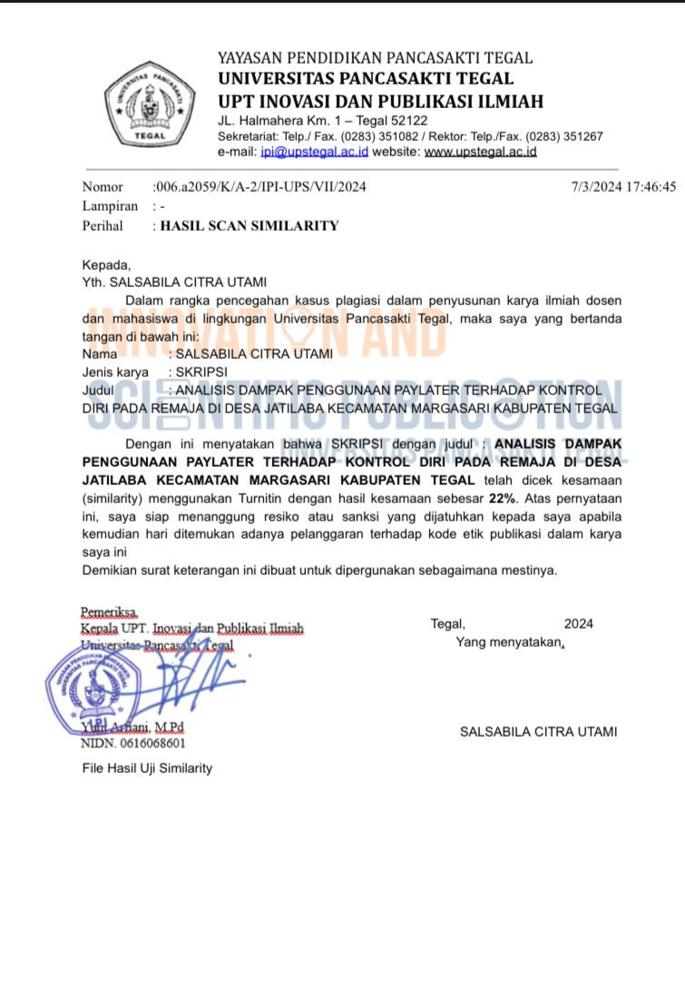 YAYASAN PENDIDIKAN PANCASAKTI TEGAL
UNIVERSITAS PANCASAKTI TEGAL
UPT INOVASI DAN PUBLIKASI ILMIAH
JL. Halmahera Km. 1 – Tegal 52122
Sekretariat: Telp./ Fax. (0283) 351082 / Rektor: Telp./Fax. (0283) 351267
e-mail: ipi@upstegal.ac.id website: www.upstegal.ac.id
UNIVERSITAS PANCASAKTI
TEGAL
Nomor :006.a2059/K/A-2/IPI-UPS/VII/2024 7/3/2024 17:46:45
Lampiran : -
Perihal : HASIL SCAN SIMILARITY
Kepada,
Yth. SALSABILA CITRA UTAMI
Dalam rangka pencegahan kasus plagiasi dalam penyusunan karya ilmiah dosen
dan mahasiswa di lingkungan Universitas Pancasakti Tegal, maka saya yang bertanda
tangan di bawah ini:
Nama : SALSABILA CITRA UTAMI
Jenis karya : SKRIPSI
Judul : ANALISIS DAMPAK PENGGUNAAN PAYLATER TERHADAP KONTROL
DIRI PADA REMAJA DI DESA JATILABA KECAMATAN MARGASARI KABUPATEN TEGAL
INNOVATION AND
SCIENTIFIC PUBLICATION
UNIVERSITAS PANCASAKTI TEGAL
Dengan ini menyatakan bahwa SKRIPSI dengan judul : ANALISIS DAMPAK
PENGGUNAAN PAYLATER TERHADAP KONTROL DIRI PADA REMAJA DI DESA
JATILABA KECAMATAN MARGASARI KABUPATEN TEGAL telah dicek kesamaan
(similarity) menggunakan Turnitin dengan hasil kesamaan sebesar 22%. Atas pernyataan
ini, saya siap menanggung resiko atau sanksi yang dijatuhkan kepada saya apabila
kemudian hari ditemukan adanya pelanggaran terhadap kode etik publikasi dalam karya
saya ini
Demikian surat keterangan ini dibuat untuk dipergunakan sebagaimana mestinya.
Pemeriksa,
Kepala UPT. Inovasi dan Publikasi Ilmiah
Universitas Pancasakti Tegal
YAYASAN PENDIDIKAN PANCASAKTI
UNIVERSITAS PANCASAKTI TEGAL
IPI
M.Pd
NIDN. 0616068601
Tegal, 2024
Yang menyatakan,
SALSABILA CITRA UTAMI
File Hasil Uji Similarity